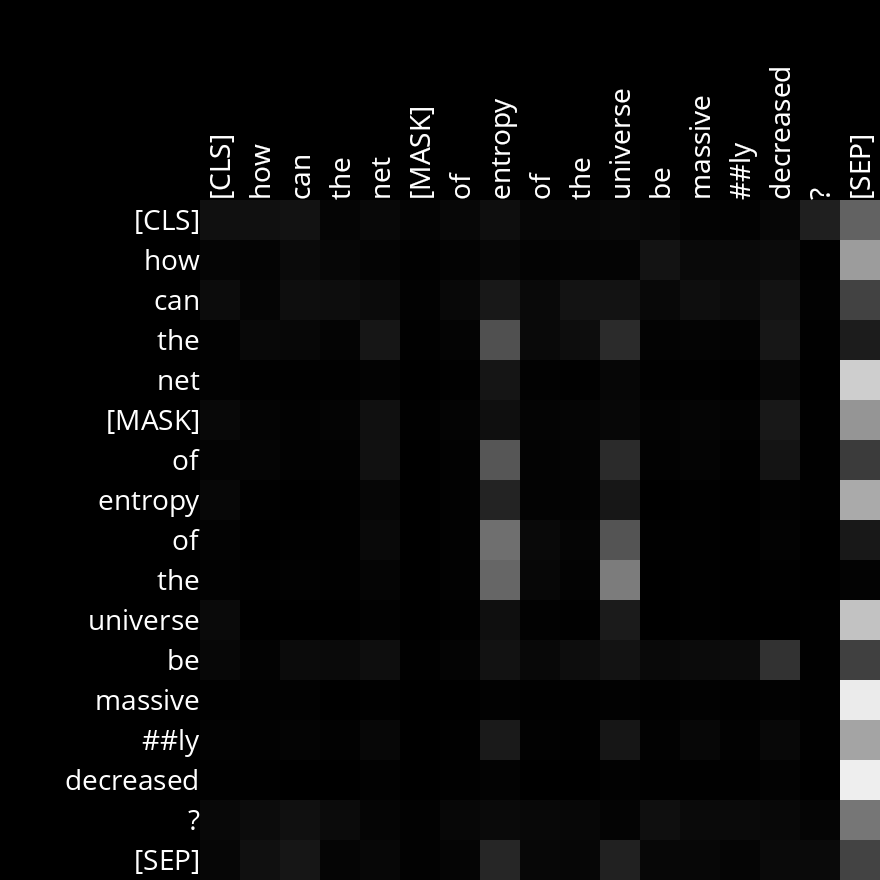 [CLS]
how
can
the
net
[MASK]
of
entropy
of
the
universe
be
massive
##ly
decreased
?
[SEP]
[CLS]
how
can
the
net
[MASK]
of
entropy
of
the
universe
be
massive
##ly
decreased
?
[SEP]